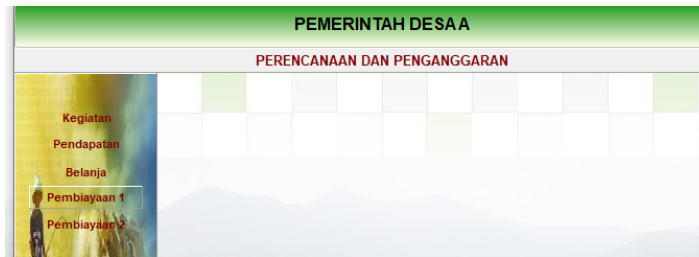 PEMERINTAH DESAA
PERENCANAAN DAN PENGANGGARAN
Kegiatan
Pendapatan
Belanja
Pembiayaan 1
Pembiayaan 2